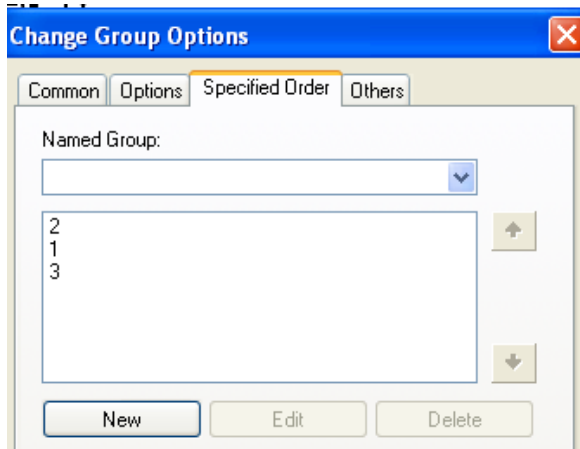 Change Group Options
Common Options Specified Order Others
Named Group:
2
1
3
New Edit Delete